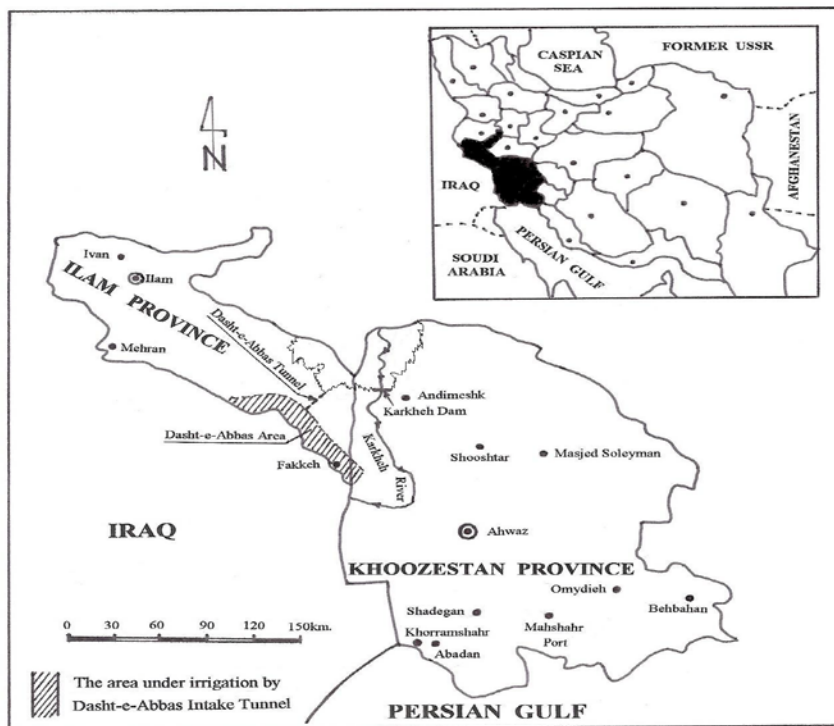 CASPIAN
SEA
FORMER USSR
AFGHANESTAN
IRAQ
PERSIAN GULF
SOUDI
ARABIA
N
Ivan
Ilam
ILAM PROVINCE
Mehran
Dasht-e-Abbas Tunnel
Andimeshk
Karkheh Dam
Dasht-e-Abbas Area
Karkheh
River
Fakkeh
Shooshtar
Masjed Soleyman
IRAQ
Ahwaz
KHOOZESTAN PROVINCE
Omydieh
Behbahan
Shadegan
Mahshahr
Port
Khorramshahr
Abadan
0 30 60 90 120 150km.
The area under irrigation by
Dasht-e-Abbas Intake Tunnel
PERSIAN GULF